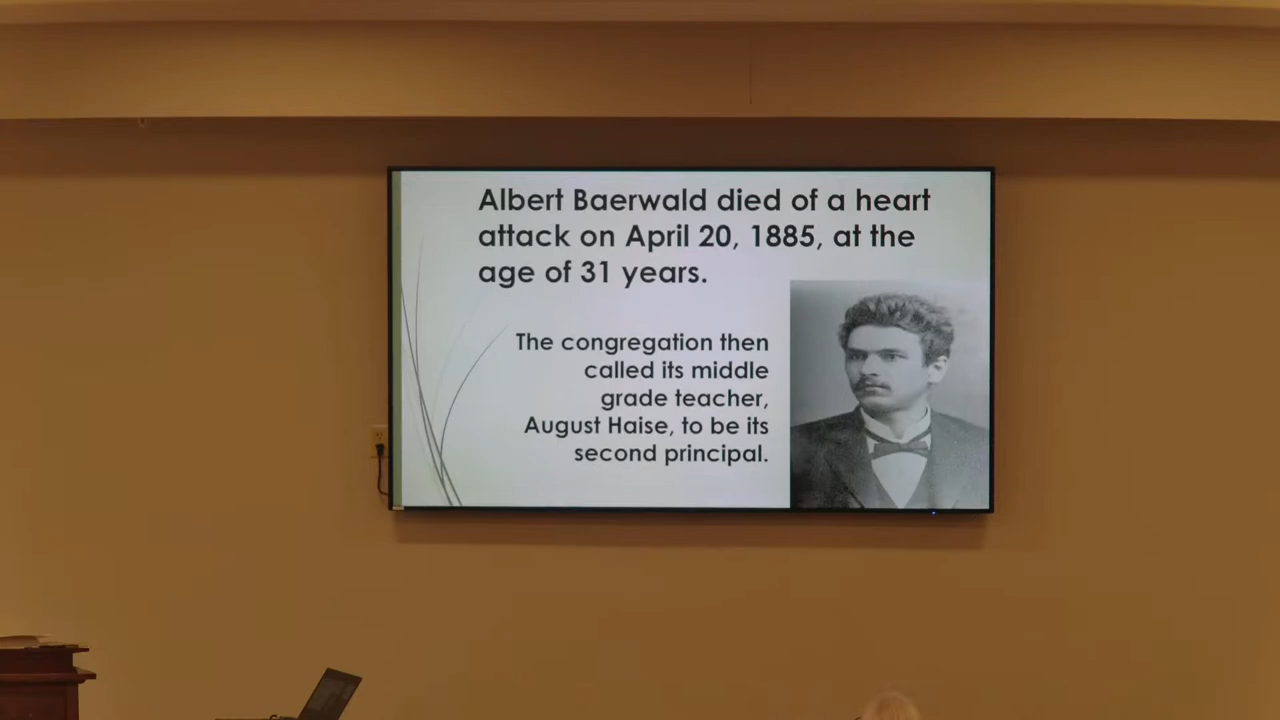 Albert Baerwald died of a heart
attack on April 20, 1885, at the
age of 31 years.
The congregation then
called its middle
grade teacher,
August Haise, to be its
second principal.